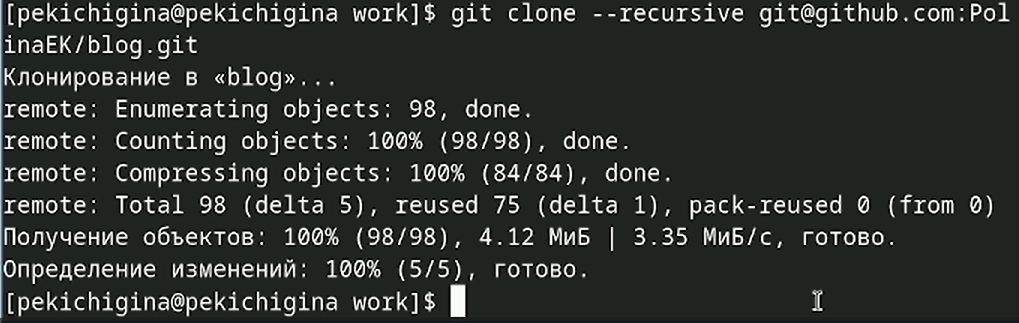 [pekichigina@pekichigina work]$ git clone --recursive git@github.com:Pol
inaEK/blog.git
Клонирование в «blog»...
remote: Enumerating objects: 98, done.
remote: Counting objects: 100% (98/98), done.
remote: Compressing objects: 100% (84/84), done.
remote: Total 98 (delta 5), reused 75 (delta 1), pack-reused 0 (from 0)
Получение объектов: 100% (98/98), 4.12 МиБ | 3.35 МиБ/с, готово.
Определение изменений: 100% (5/5), готово.
[pekichigina@pekichigina work]$